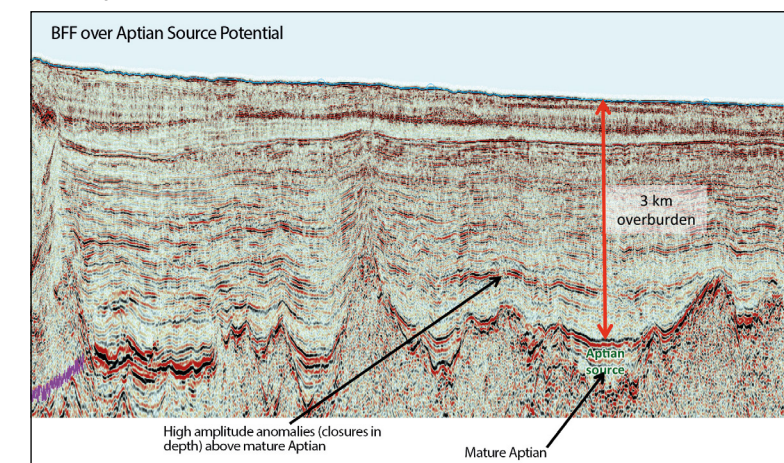 BFF over Aptian Source Potential
3 km
overburden
Aptian
source
High amplitude anomalies (closures in
depth) above mature Aptian
Mature Aptian